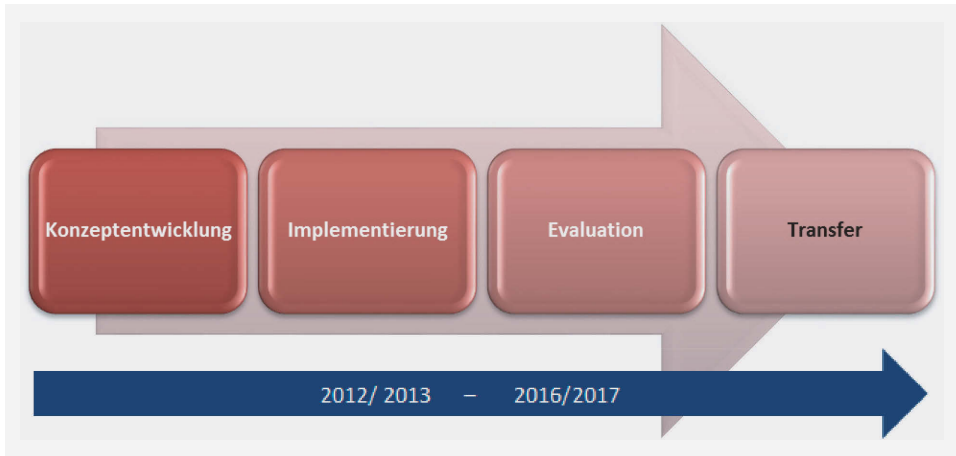 Konzeptentwicklung
Implementierung
Evaluation
Transfer
2012/ 2013 – 2016/2017